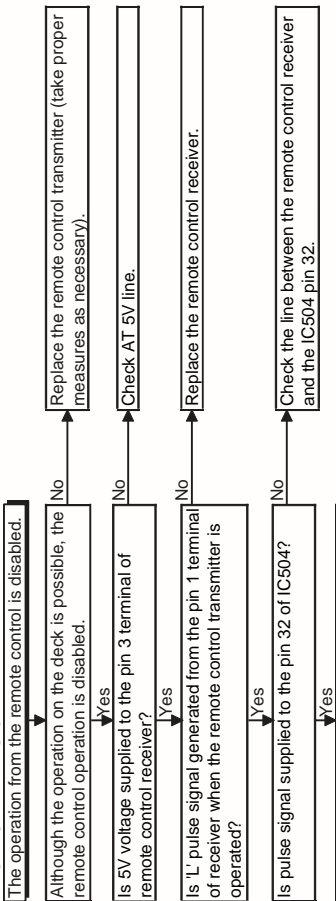 The operation from the remote control is disabled.
Although the operation on the deck is possible, the
remote control operation is disabled.
No
Replace the remote control transmitter (take proper
measures as necessary).
Yes
Is 5V voltage supplied to the pin 3 terminal of
remote control receiver?
No
Check AT 5V line.
Yes
Is 'L' pulse signal generated from the pin 1 terminal
of receiver when the remote control transmitter is
operated?
No
Replace the remote control receiver.
Yes
Is pulse signal supplied to the pin 32 of IC504?
No
Check the line between the remote control receiver
and the IC504 pin 32.
Yes